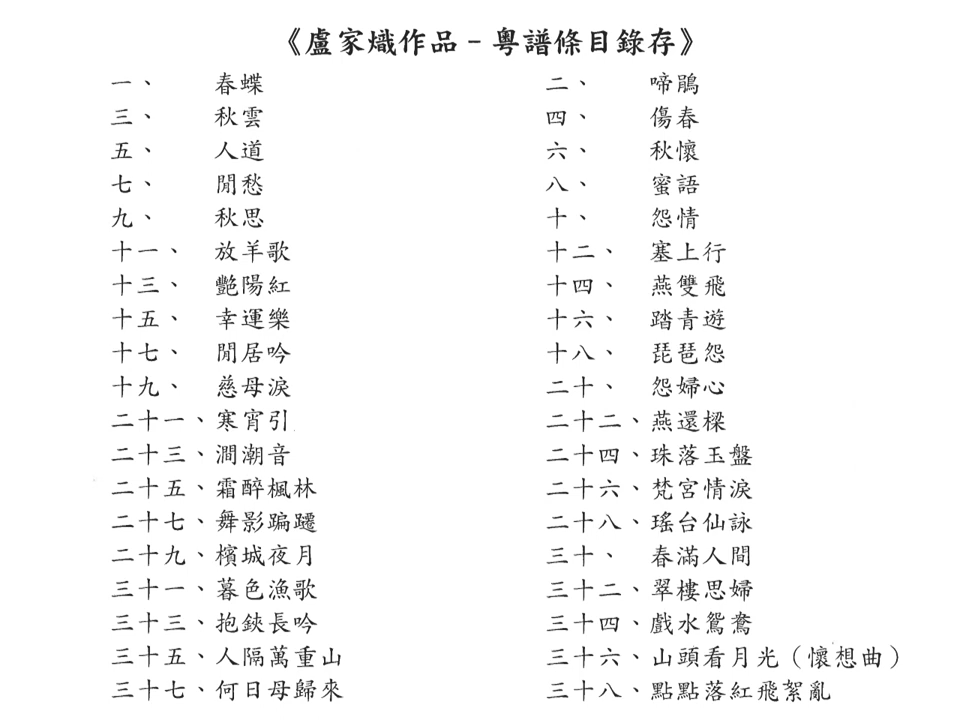 《盧家熾作品–粵譜條目錄存》
一、 春蝶 二、 啼鵑
三、 秋雲 四、 傷春
五、 人道 六、 秋懷
七、 閒愁 八、 蜜語
九、 秋思 十、 怨情
十一、 放羊歌 十二、 塞上行
十三、 艷陽紅 十四、 燕雙飛
十五、 幸運樂 十六、 踏青遊
十七、 閒居吟 十八、 琵琶怨
十九、 慈母淚 二十、 怨婦心
二十一、寒宵引 二十二、燕還樑
二十三、澗潮音 二十四、珠落玉盤
二十五、霜醉楓林 二十六、梵宮情淚
二十七、舞影蹁躚 二十八、瑤台仙詠
二十九、檳城夜月 三十、 春滿人間
三十一、暮色漁歌 三十二、翠樓思婦
三十三、抱鋏長吟 三十四、戲水鴛鴦
三十五、人隔萬重山 三十六、山頭看月光（懷想曲）
三十七、何日母歸來 三十八、點點落紅飛絮亂